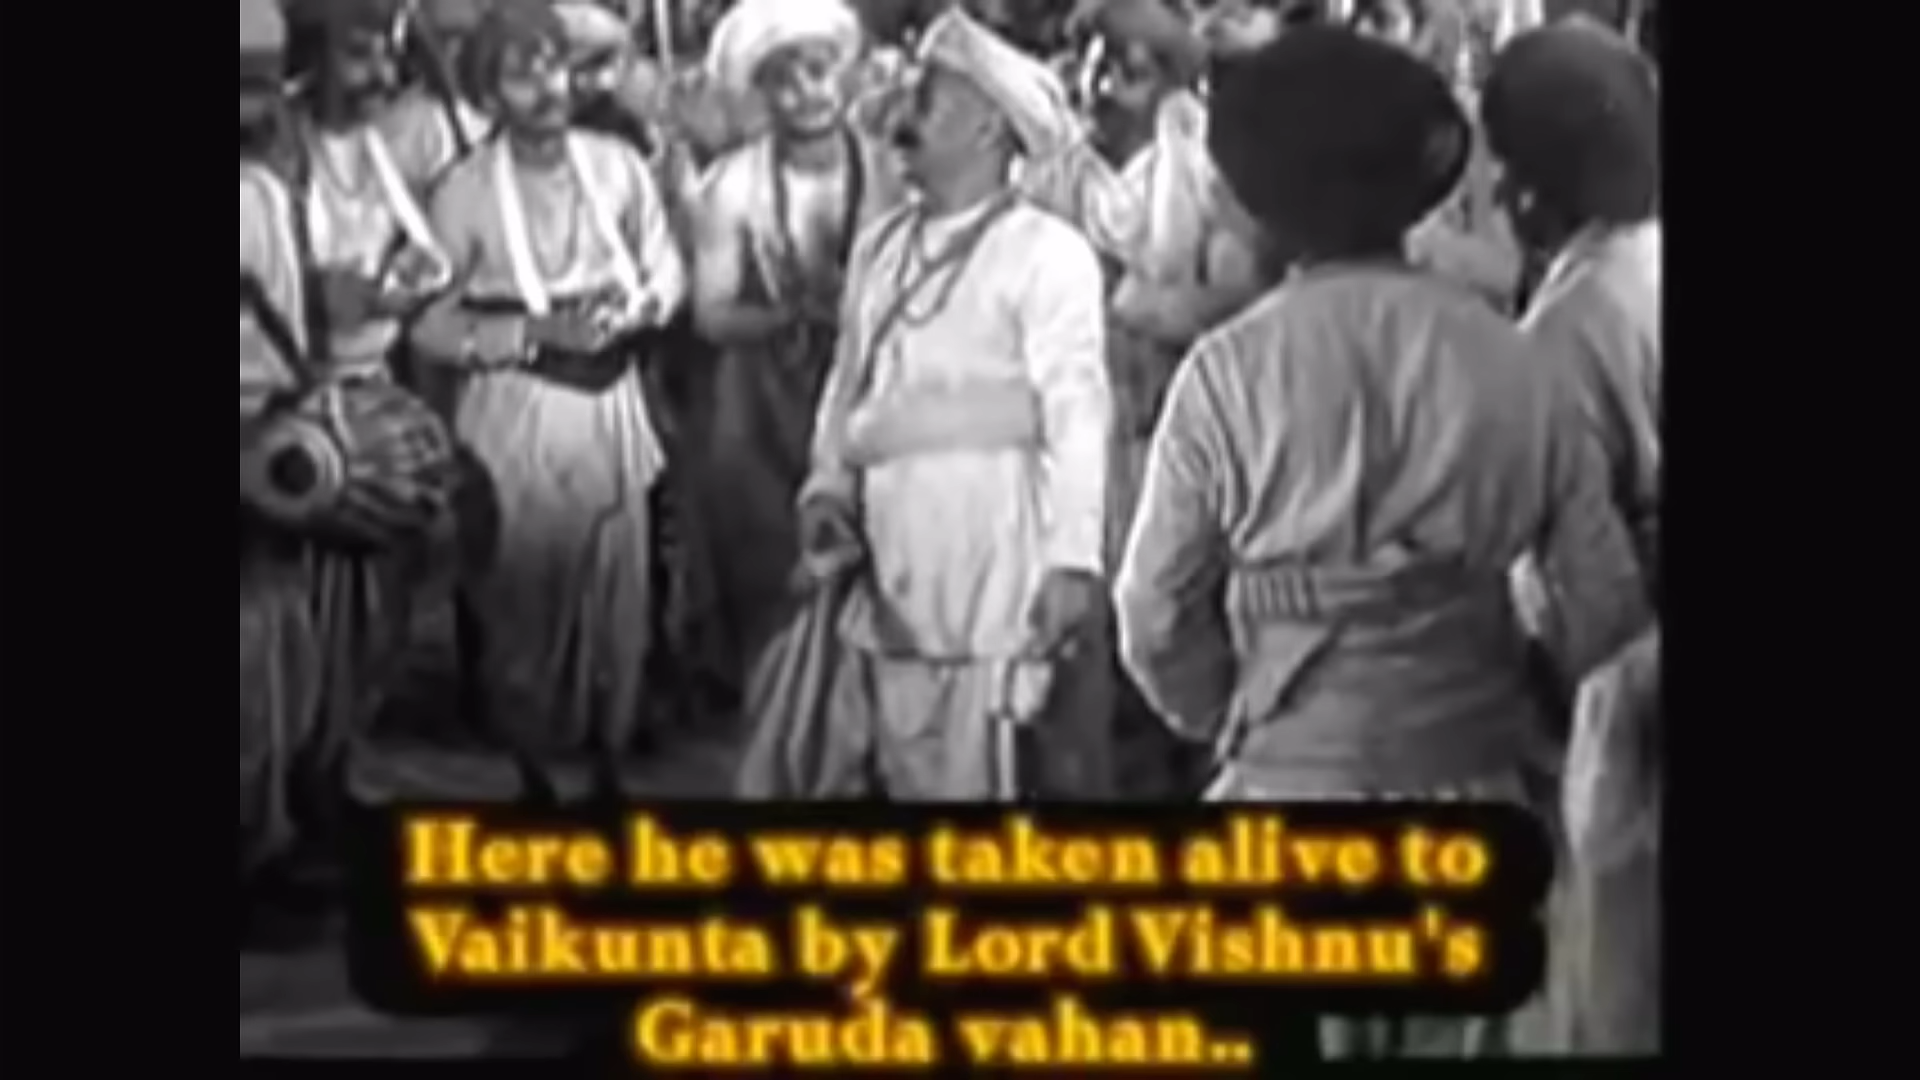 Here he was taken alive to
Vaikunta by Lord Vishnu's
Garuda vahan..